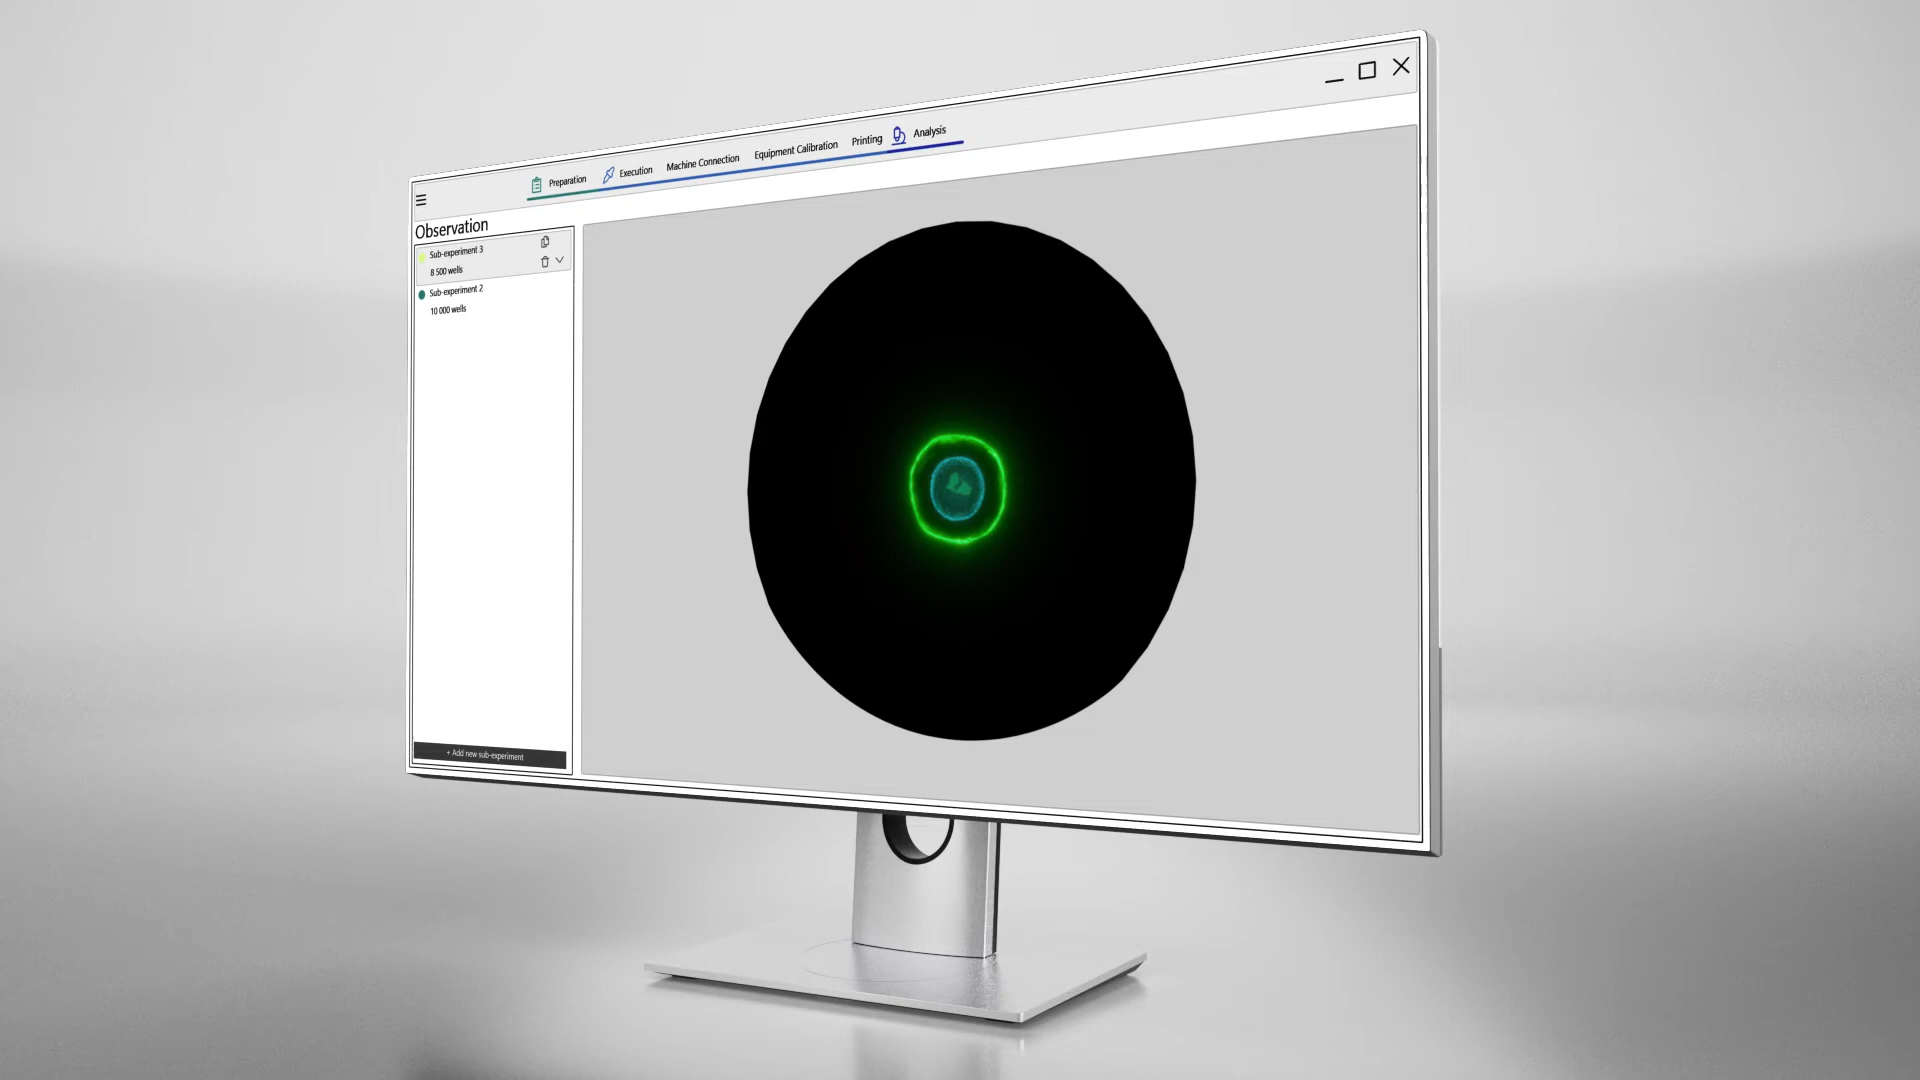 Preparation Execution Machine Connection Equipment Calibration Printing Analysis
Observation
Sub-experiment 3
8 500 wells
Sub-experiment 2
10 000 wells
+ Add new sub-experiment